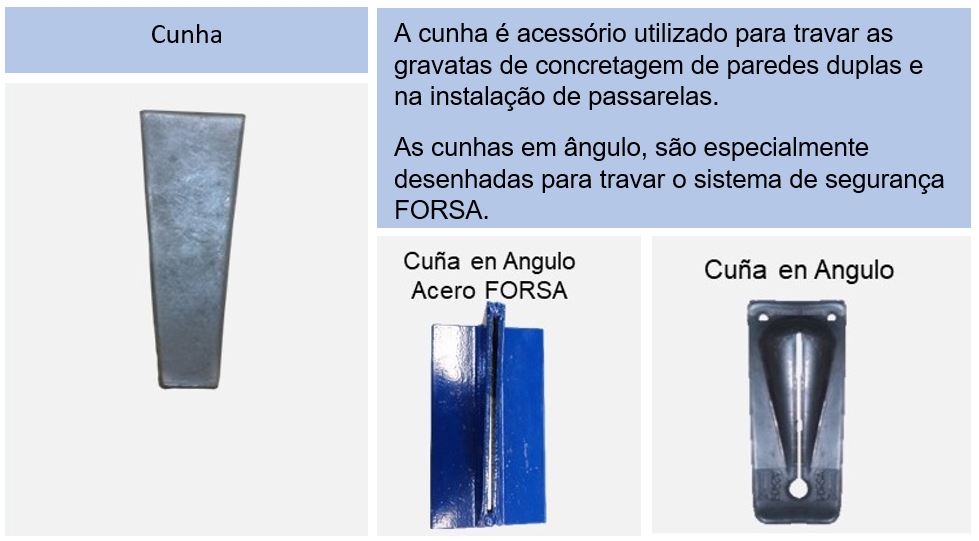 Cunha
A cunha é acessório utilizado para travar as
gravatas de concretagem de paredes duplas e
na instalação de passarelas.
As cunhas em ângulo, são especialmente
desenhadas para travar o sistema de segurança
FORSA.
Cuña en Angulo
Acero FORSA
Cuña en Angulo